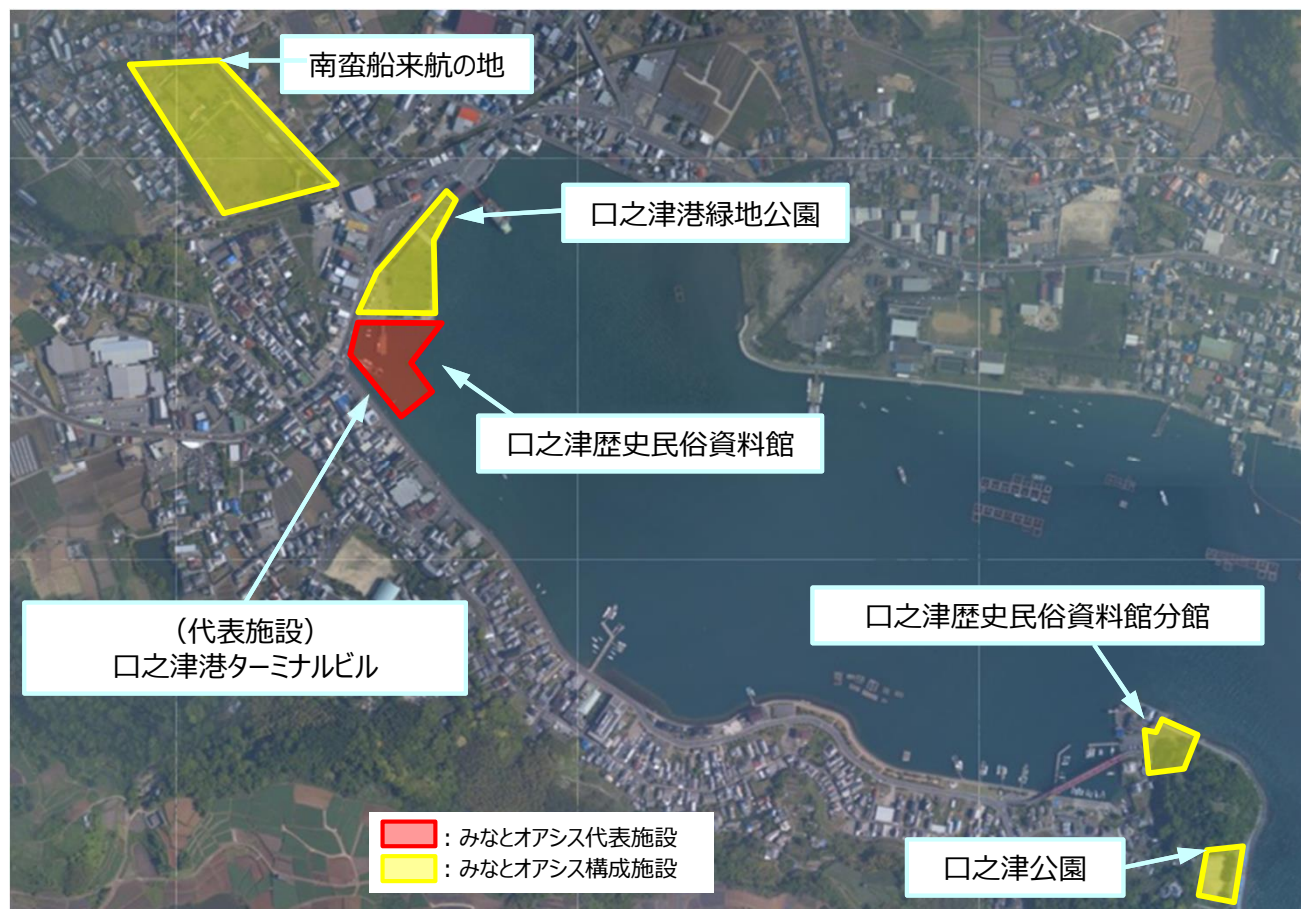 南蛮船来航の地
口之津港緑地公園
口之津歴史民俗資料館
（代表施設）
口之津港ターミナルビル
口之津歴史民俗資料館分館
口之津公園
：みなとオアシス代表施設
：みなとオアシス構成施設